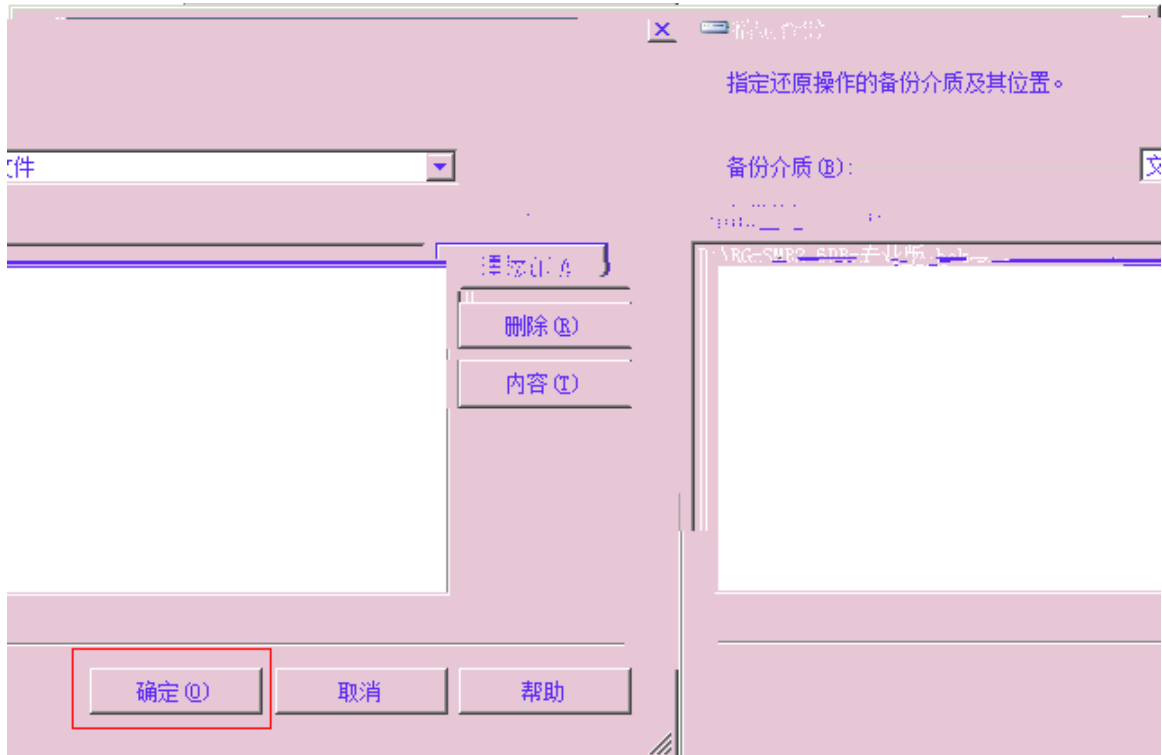 指定还原操作的备份介质及其位置。
备份介质(B):
文件
删除(R)
内容(T)
确定(O)
取消
帮助